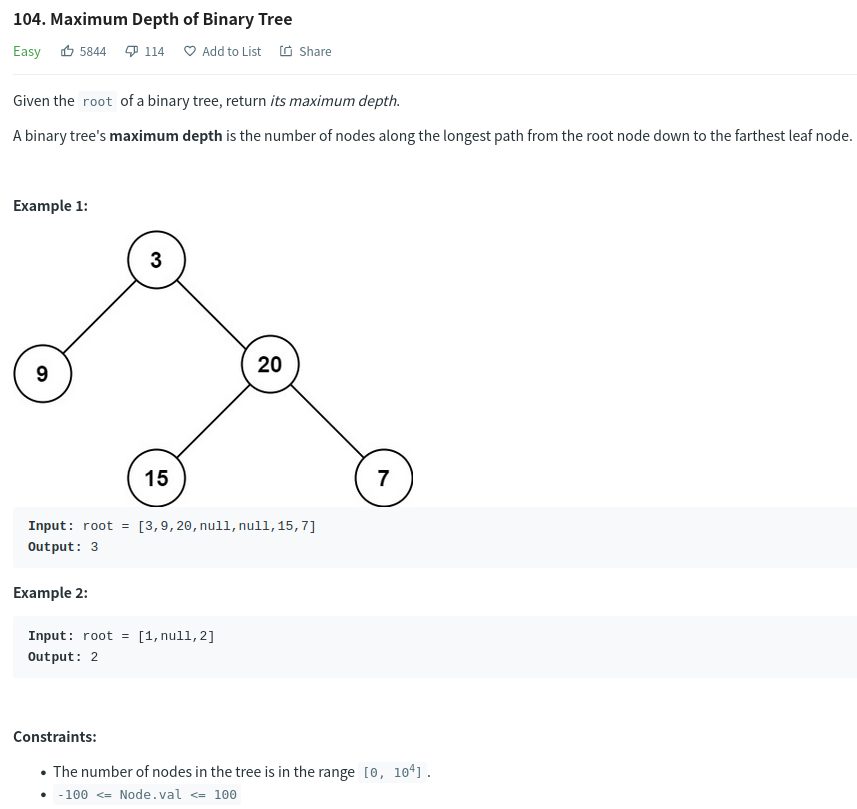 104. Maximum Depth of Binary Tree
Easy 5844 114 Add to List Share
Given the root of a binary tree, return its maximum depth.
A binary tree's maximum depth is the number of nodes along the longest path from the root node down to the farthest leaf node.
Example 1:
3
9 20
15 7
Input: root = [3,9,20,null,null,15,7]
Output: 3
Example 2:
Input: root = [1,null,2]
Output: 2
Constraints:
• The number of nodes in the tree is in the range [0, 10⁴].
• -100 <= Node.val <= 100